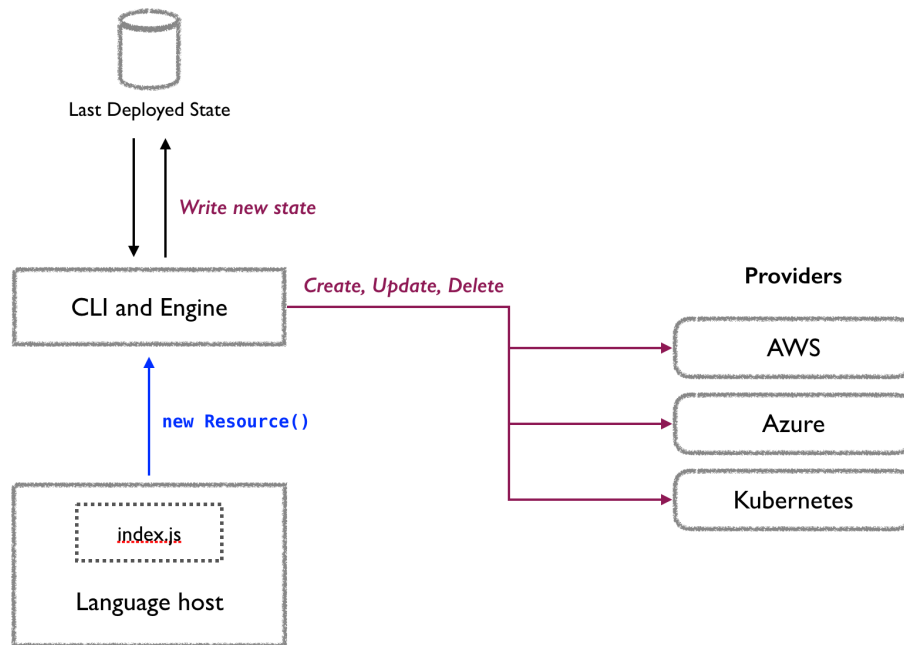 Last Deployed State
Write new state
CLI and Engine
Create, Update, Delete
Providers
AWS
Azure
Kubernetes
new Resource()
index.js
Language host